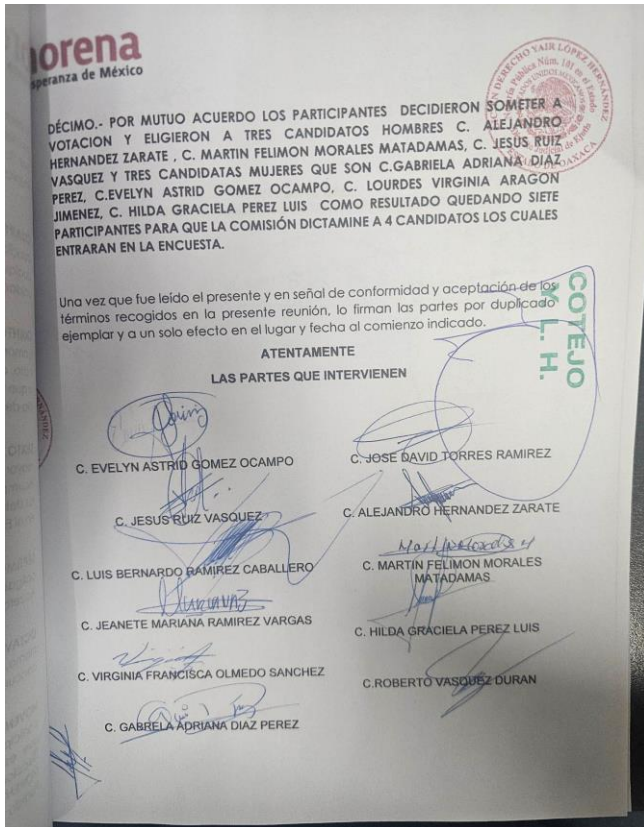 morena
esperanza de México
DÉCIMO.- POR MUTUO ACUERDO LOS PARTICIPANTES DECIDIERON SOMETER A
VOTACION Y ELIGIERON A TRES CANDIDATOS HOMBRES C. ALEJANDRO
HERNANDEZ ZARATE , C. MARTIN FELIMON MORALES MATADAMAS, C. JESUS RUIZ
VASQUEZ Y TRES CANDIDATAS MUJERES QUE SON C.GABRIELA ADRIANA DIAZ
PEREZ, C.EVELYN ASTRID GOMEZ OCAMPO, C. LOURDES VIRGINIA ARAGON
JIMENEZ, C. HILDA GRACIELA PEREZ LUIS COMO RESULTADO QUEDANDO SIETE
PARTICIPANTES PARA QUE LA COMISIÓN DICTAMINE A 4 CANDIDATOS LOS CUALES
ENTRARAN EN LA ENCUESTA.
Una vez que fue leído el presente y en señal de conformidad y aceptación de los
términos recogidos en la presente reunión, lo firman las partes por duplicado
ejemplar y a un solo efecto en el lugar y fecha al comienzo indicado.
COTEJO
Y. L. H.
ATENTAMENTE
LAS PARTES QUE INTERVIENEN
C. EVELYN ASTRID GOMEZ OCAMPO
C. JOSE DAVID TORRES RAMIREZ
C. JESUS RUIZ VASQUEZ
C. ALEJANDRO HERNANDEZ ZARATE
C. LUIS BERNARDO RAMIREZ CABALLERO
C. MARTIN FELIMON MORALES
MATADAMAS
C. JEANETE MARIANA RAMIREZ VARGAS
C. HILDA GRACIELA PEREZ LUIS
C. VIRGINIA FRANCISCA OLMEDO SANCHEZ
C.ROBERTO VASQUEZ DURAN
C. GABRELA ADRIANA DIAZ PEREZ